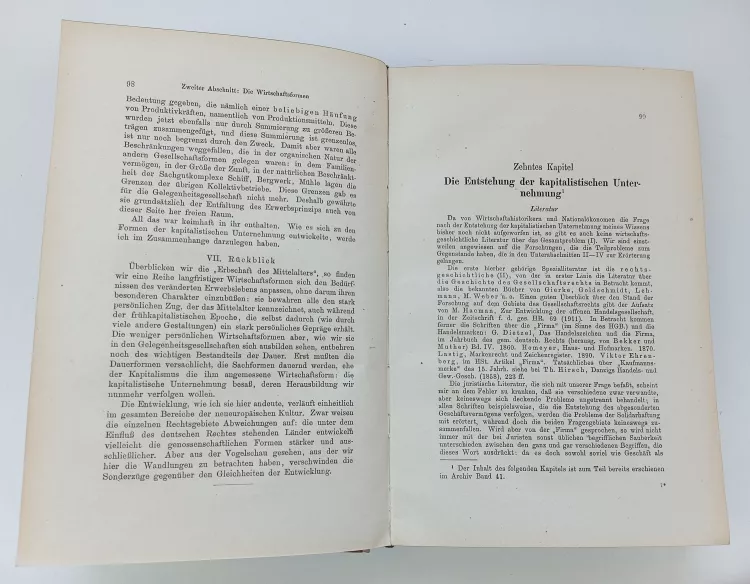 98
Zweiter Abschnitt: Die Wirtschaftsformen
Bedeutung gegeben, die nämlich einer beliebigen Häufung
von Produktivkräften, namentlich von Produktionsmitteln. Diese
wurden jetzt ebenfalls nur durch Summierung zu größeren Be-
trägen zusammengefügt, und diese Summierung ist grenzenlos,
ist nur noch begrenzt durch den Zweck. Damit aber waren alle
Beschränkungen weggefallen, die in der organischen Natur der
andern Gesellschaftsformen gelegen waren: in dem Familien-
vermögen, in der Größe der Zunft, in der natürlichen Beschränkt-
heit der Sachgutkomplexe Schiff, Bergwerk, Mühle lagen die
Grenzen der übrigen Kollektivbetriebe. Diese Grenzen gab es
für die Gelegenheitsgesellschaft nicht mehr. Deshalb gewährte
sie grundsätzlich der Entfaltung des Erwerbsprinzips auch von
dieser Seite her freien Raum.
All das war keimhaft in ihr enthalten. Wie es sich zu den
Formen der kapitalistischen Unternehmung entwickelte, werde
ich im Zusammenhange darzulegen haben.
VII. Rückblick
Überblicken wir die „Erbschaft des Mittelalters", so finden
wir eine Reihe langfristiger Wirtschaftsformen sich den Bedürf-
nissen des veränderten Erwerbslebens anpassen, ohne darum ihren
besonderen Charakter einzubüßen: sie bewahren alle den stark
persönlichen Zug, der das Mittelalter kennzeichnet, auch während
der frühkapitalistischen Epoche, die selbst dadurch (wie durch
viele andere Gestaltungen) ein stark persönliches Gepräge erhält.
Die weniger persönlichen Wirtschaftsformen aber, wie wir sie
in den Gelegenheitsgesellschaften sich ausbilden sahen, entbehren
noch des wichtigen Bestandteils der Dauer. Erst mußten die
Dauerformen versachlicht, die Sachformen dauernd werden, ehe
der Kapitalismus die ihm angemessene Wirtschaftsform: die
kapitalistische Unternehmung besaß, deren Herausbildung wir
nunmehr verfolgen wollen.
Die Entwicklung, wie ich sie hier andeute, verläuft einheitlich
im gesamten Bereiche der neueuropäischen Kultur. Zwar weisen
die einzelnen Rechtsgebiete Abweichungen auf: die unter dem
Einfluß des deutschen Rechtes stehenden Länder entwickeln
vielleicht die genossenschaftlichen Formen stärker und aus-
schließlicher. Aber aus der Vogelschau gesehen, aus der wir
hier die Wandlungen zu betrachten haben, verschwinden die
Sonderzüge gegenüber den Gleichheiten der Entwicklung.
99
Zehntes Kapitel
Die Entstehung der kapitalistischen Unter-
nehmung¹
Literatur
Da von Wirtschaftshistorikern und Nationalökonomen die Frage
nach der Entstehung der kapitalistischen Unternehmung meines Wissens
bisher noch nicht aufgeworfen ist, so gibt es auch keine wirtschafts-
geschichtliche Literatur über das Gesamtproblem (I). Wir sind einst-
weilen angewiesen auf die Forschungen, die die Teilprobleme zum
Gegenstande haben, die in den Unterabschnitten II—IV zur Erörterung
gelangen.
Die erste hierher gehörige Spezialliteratur ist die rechts-
geschichtliche (II), von der in erster Linie die Literatur über
die Geschichte des Gesellschaftsrechts in Betracht kommt,
also die bekannten Bücher von Gierke, Goldschmidt, Leh-
mann, M. Weber u. a. Einen guten Überblick über den Stand der
Forschung auf dem Gebiete des Gesellschaftsrechts gibt der Aufsatz
von M. Haeman, Zur Entwicklung der offenen Handelsgesellschaft,
in der Zeitschrift f. d. ges. HR. 69 (1911). In Betracht kommen
ferner die Schriften über die „Firma" (im Sinne des HGB.) und die
Handelsmarken: G. Dietzel, Das Handelszeichen und die Firma,
im Jahrbuch des gem. deutsch. Rechts (herausg. von Bekker und
Muther) Bd. IV. 1860. Homeyer, Haus- und Hofmarken. 1870.
Lastig, Markenrecht und Zeichenregister. 1890. Viktor Ehren-
berg, im HSt. Artikel „Firma". Tatsächliches über „Kaufmanns-
merke" des 15. Jahrh. siehe bei Th. Hirsch, Danzigs Handels- und
Gew.-Gesch. (1858), 223 ff.
Die juristische Literatur, die sich mit unserer Frage befaßt, scheint
mir an dem Fehler zu kranken, daß sie verschiedene zwar verwandte,
aber keineswegs sich deckende Probleme ungetrennt behandelt; in
allen Schriften beispielsweise, die die Entstehung des abgesonderten
Geschäftsvermögens verfolgen, werden die Probleme der Solidarhaftung
mit erörtert, während doch die beiden Fragengebiete keineswegs zu-
sammenfallen. Wird aber von der „Firma" gesprochen, so wird nicht
immer mit der bei Juristen sonst üblichen begrifflichen Sauberkeit
unterschieden zwischen den ganz und gar verschiedenen Begriffen, die
dieses Wort ausdrückt: da es doch sowohl soviel wie Geschäft als
¹ Der Inhalt des folgenden Kapitels ist zum Teil bereits erschienen
im Archiv Band 41.
7*